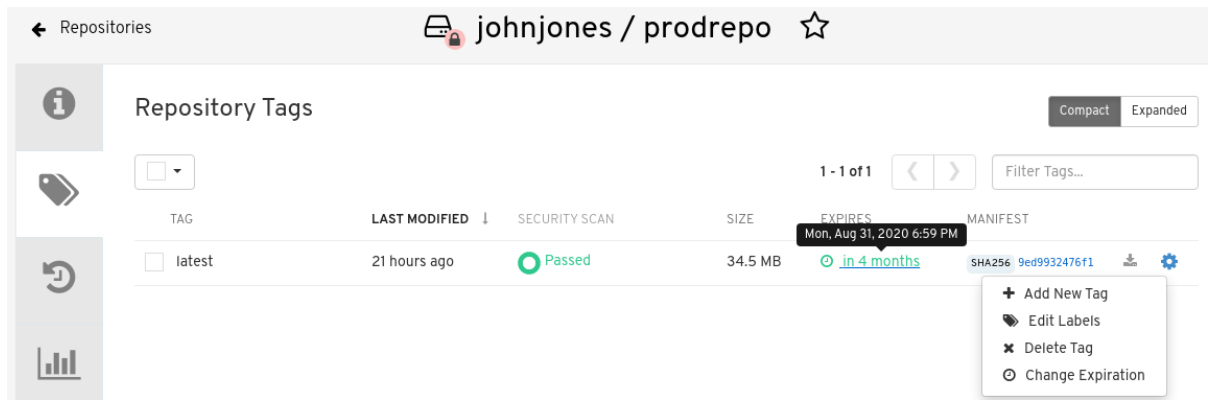 Repositories
johnjones / prodrepo
Repository Tags
Compact Expanded
1 - 1 of 1 Filter Tags...
TAG LAST MODIFIED ↓ SECURITY SCAN SIZE EXPIRES MANIFEST
Mon, Aug 31, 2020 6:59 PM
latest 21 hours ago Passed 34.5 MB in 4 months SHA256 9ed9932476f1
Add New Tag
Edit Labels
Delete Tag
Change Expiration